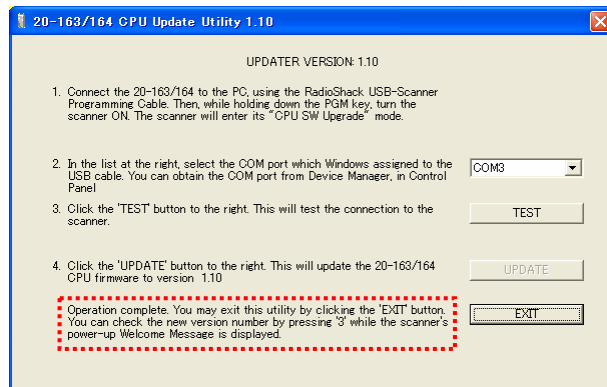 20-163/164 CPU Update Utility 1.10
UPDATER VERSION: 1.10
1. Connect the 20-163/164 to the PC, using the RadioShack USB-Scanner
Programming Cable. Then, while holding down the PGM key, turn the
scanner ON. The scanner will enter its "CPU SW Upgrade" mode.
2. In the list at the right, select the COM port which Windows assigned to the
USB cable. You can obtain the COM port from Device Manager, in Control
Panel
COM3
3. Click the 'TEST' button to the right. This will test the connection to the
scanner.
TEST
4. Click the 'UPDATE' button to the right. This will update the 20-163/164
CPU firmware to version 1.10
UPDATE
Operation complete. You may exit this utility by clicking the 'EXIT' button.
You can check the new version number by pressing '3' while the scanner's
power-up Welcome Message is displayed.
EXIT